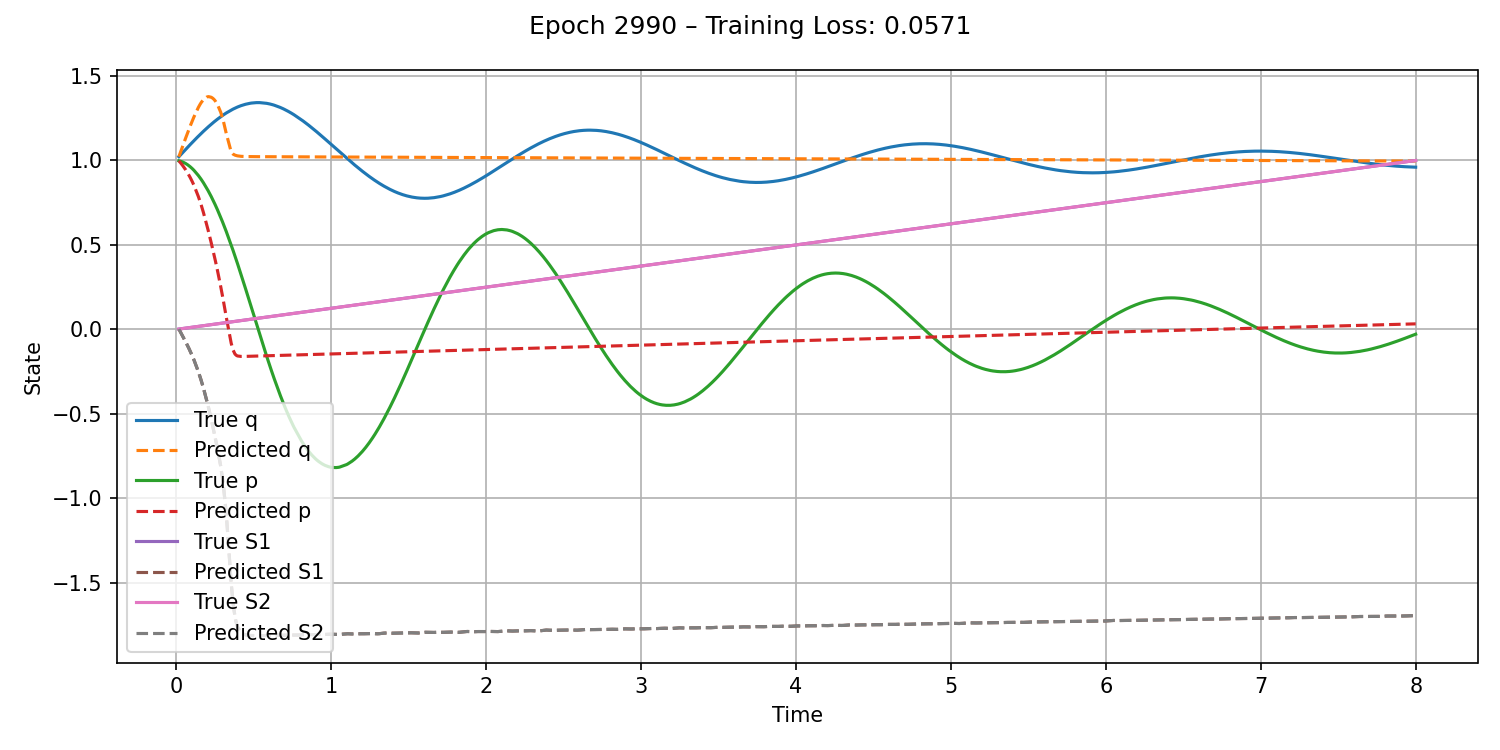 Epoch 2990 – Training Loss: 0.0571
1.5
1.0
0.5
0.0
−0.5
−1.0
−1.5
State
True q
Predicted q
True p
Predicted p
True S1
Predicted S1
True S2
Predicted S2
0 1 2 3 4 5 6 7 8
Time